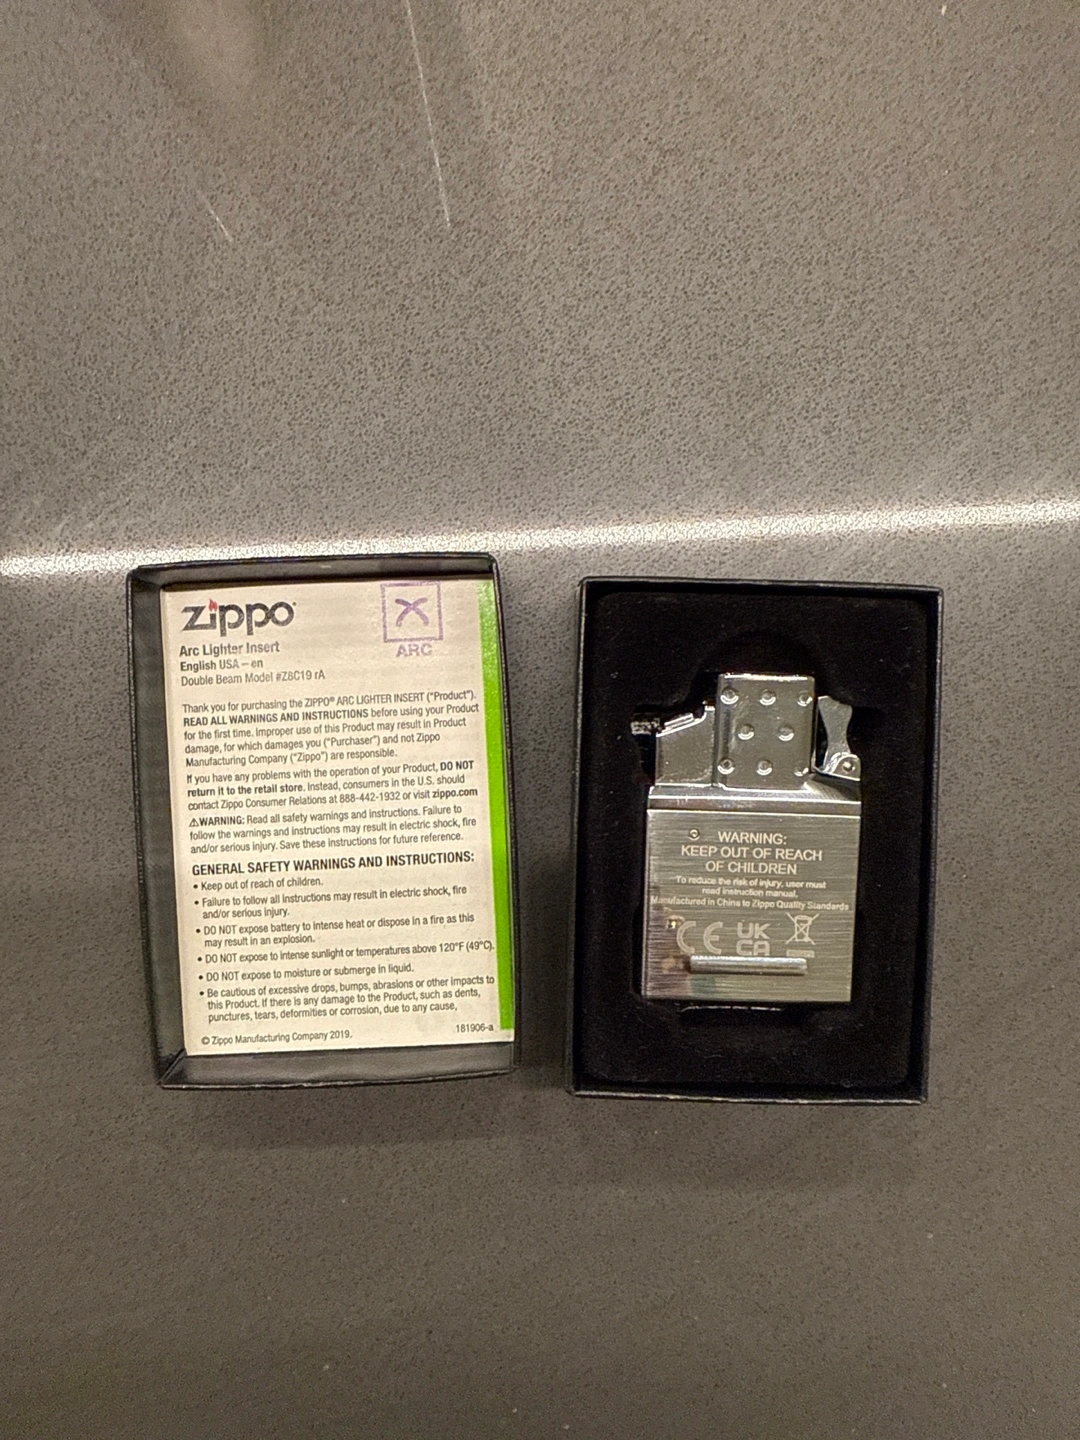 zippo®
ARC
Arc Lighter Insert
English USA – en
Double Beam Model #Z8C19 rA
Thank you for purchasing the ZIPPO® ARC LIGHTER INSERT ("Product").
READ ALL WARNINGS AND INSTRUCTIONS before using your Product
for the first time. Improper use of this Product may result in Product
damage, for which damages you ("Purchaser") and not Zippo
Manufacturing Company ("Zippo") are responsible.
If you have any problems with the operation of your Product, DO NOT
return it to the retail store. Instead, consumers in the U.S. should
contact Zippo Consumer Relations at 888-442-1932 or visit zippo.com
⚠WARNING: Read all safety warnings and instructions. Failure to
follow the warnings and instructions may result in electric shock, fire
and/or serious injury. Save these instructions for future reference.
GENERAL SAFETY WARNINGS AND INSTRUCTIONS:
• Keep out of reach of children.
• Failure to follow all instructions may result in electric shock, fire
and/or serious injury.
• DO NOT expose battery to intense heat or dispose in a fire as this
may result in an explosion.
• DO NOT expose to intense sunlight or temperatures above 120°F (49°C).
• DO NOT expose to moisture or submerge in liquid.
• Be cautious of excessive drops, bumps, abrasions or other impacts to
this Product. If there is any damage to the Product, such as dents,
punctures, tears, deformities or corrosion, due to any cause,
© Zippo Manufacturing Company 2019.
181906-a
WARNING:
KEEP OUT OF REACH
OF CHILDREN
To reduce the risk of injury, user must
read instruction manual.
Manufactured in China to Zippo Quality Standards
CE UK
CA